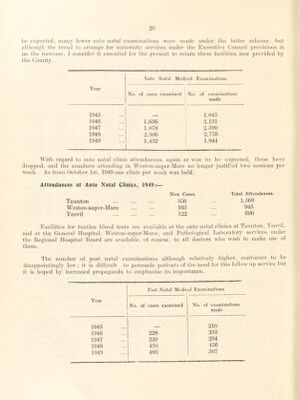 20
be expected, many fewer ante natal examinations were made under the latter scheme, but
although the trend to arrange for maternity services under the Executive Council provisions is
on the increase, I consider it essential for the present to retain these facilities now provided by
the County.
Ante Natal Medical Examinations
Year
No. of cases examined
No. of examinations
made
1945 ... — 1,845
1946 ... 1,636 2,135
1947 ... 1,878 2,390
1948 ... 2,306 2,776
1949 ... 1,432 1,944
With regard to ante natal clinic attendances, again as was to be expected, these have
dropped, and the numbers attending in Weston-super-Mare no longer justified two sessions per
week. As from October 1st, 1949 one clinic per week was held.
Attendances at Ante Natal Clinics, 1949:—
New Cases. Total Attendances.
Taunton ... ... ... 356 ... 1,508
Weston-super-Mare ... ... 163 ... 945
Yeovil ... ... ... 122 ... 606
Facilities for routine blood tests are available at the ante natal clinics at Taunton, Yeovil,
and at the General Hospital, Weston-super-Mare, and Pathological Laboratory services under
the Regional Hospital Board are available, of course, to all doctors who wish to make use of
them.
The number of post natal examinations although relatively higher, continues to be
disappointingly low; it is difficult to persuade patients of the need for this follow up service but
it is hoped by increased propaganda to emphasise its importance.
Post Natal Medical Examinations
Year
No. of cases examined
No. of examinations
made
1945 ... — 210
1946 ... 228 233
1947 ... 229 294
1948 ... 450 456
1949 ... 483 507